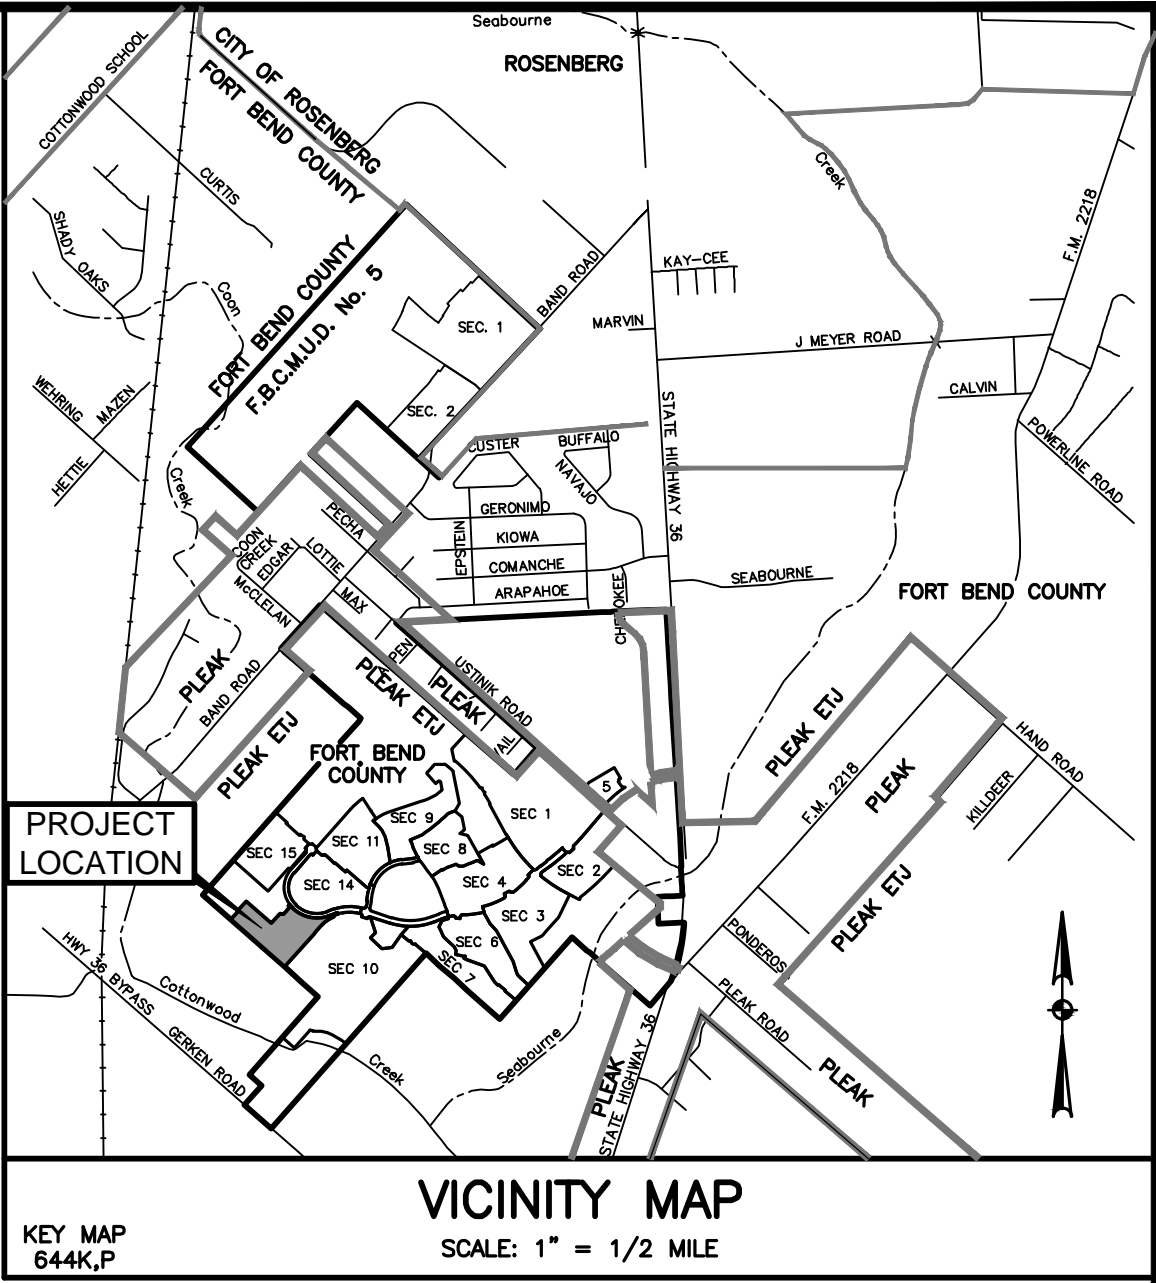 Seabourne
ROSENBERG
COTTONWOOD SCHOOL
CITY OF ROSENBERG
FORT BEND COUNTY
CURTIS
SHADY OAKS
Creek
F.M. 2218
Coon
FORT BEND COUNTY
F.B.C.M.U.D. No. 5
SEC. 1
BAND ROAD
KAY-CEE
MARVIN
J MEYER ROAD
CALVIN
WEHRING
MAZEN
HETTIE
SEC. 2
STATE HIGHWAY 36
POWERLINE ROAD
Creek
CUSTER
BUFFALO
NAVAJO
GERONIMO
KIOWA
EPSTEIN
COMANCHE
ARAPAHOE
CHEROKEE
SEABOURNE
FORT BEND COUNTY
PECHA
COON
CREEK
EDGAR
LOTTIE
McCLELAN
MAX
PEN
USTINIK ROAD
PLEAK
BAND ROAD
PLEAK ETJ
PLEAK
AIL
PLEAK ETJ
FORT BEND
COUNTY
PLEAK ETJ
F.M. 2218
PLEAK
HAND ROAD
KILLDEER
5
SEC 1
SEC 9
SEC 11
SEC 8
SEC 15
SEC 14
SEC 4
SEC 2
SEC 3
SEC 6
SEC 7
SEC 10
PROJECT
LOCATION
PLEAK ETJ
PONDEROS
PLEAK ROAD
PLEAK
HWY 36 BYPASS
GERKEN ROAD
Cottonwood
Creek
Seabourne
PLEAK
STATE HIGHWAY 36
VICINITY MAP
SCALE: 1" = 1/2 MILE
KEY MAP
644K,P